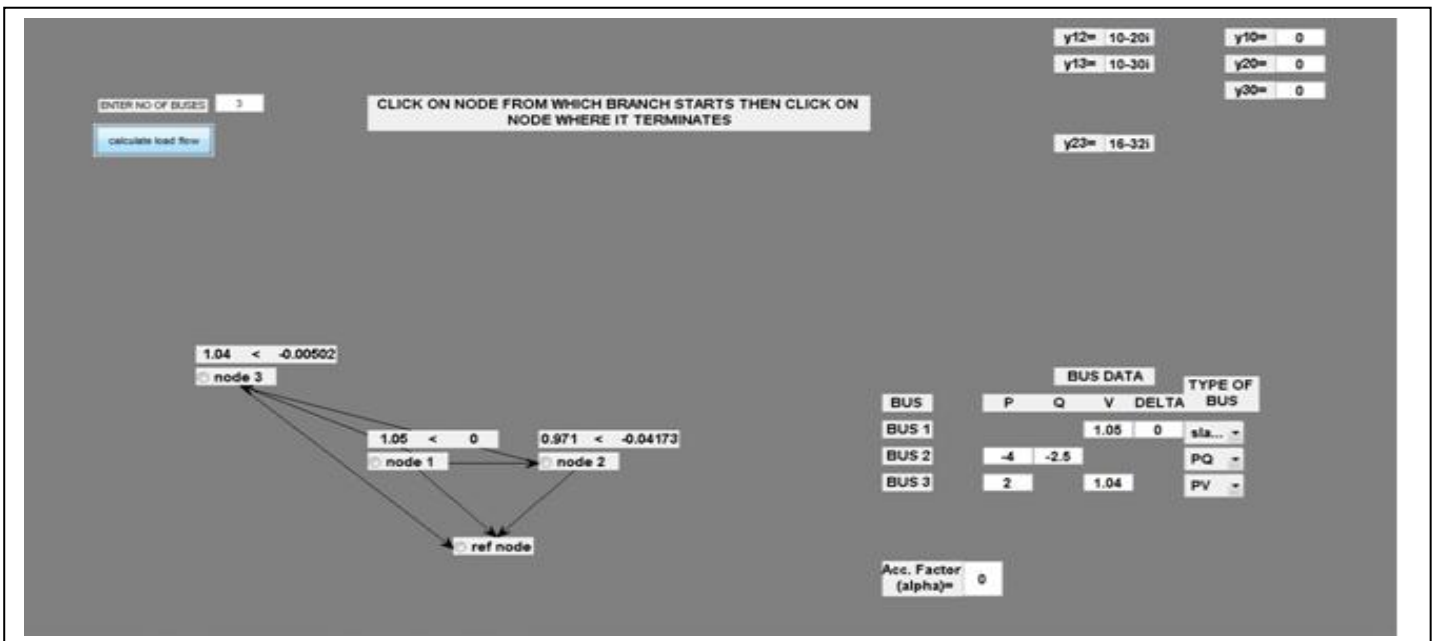 y12= 10-20i y10= 0
y13= 10-30i y20= 0
y30= 0
ENTER NO OF BUSES 3
CLICK ON NODE FROM WHICH BRANCH STARTS THEN CLICK ON
NODE WHERE IT TERMINATES
calculate load flow
y23= 16-32i
1.04 < -0.00502
node 3
1.05 < 0 0.971 < -0.04173
node 1 node 2
ref node
BUS DATA
TYPE OF
BUS
BUS P Q V DELTA
BUS 1 1.05 0 sla...
BUS 2 -4 -2.5 PQ
BUS 3 2 1.04 PV
Acc. Factor
(alpha)= 0